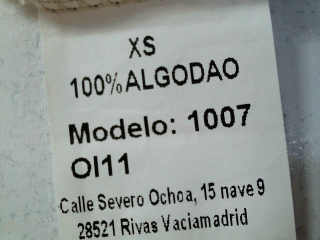 XS
100%ALGODAO
Modelo: 1007
OI11
Calle Severo Ochoa, 15 nave 9
28521 Rivas Vaciamadrid